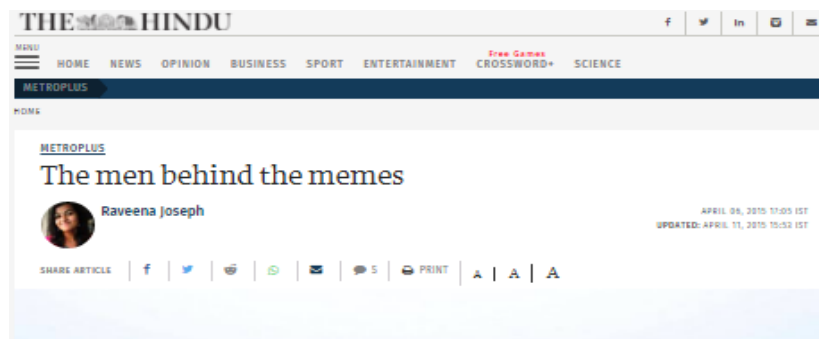 THE HINDU
f in
MENU
HOME NEWS OPINION BUSINESS SPORT ENTERTAINMENT Free Games CROSSWORD+ SCIENCE
METROPLUS
HOME
METROPLUS
The men behind the memes
Raveena Joseph
APRIL 2015 17:05 IST
UPDATED: APRIL 11, 2015 15:52 IST
SHARE ARTICLE f 5 PRINT A | A | A